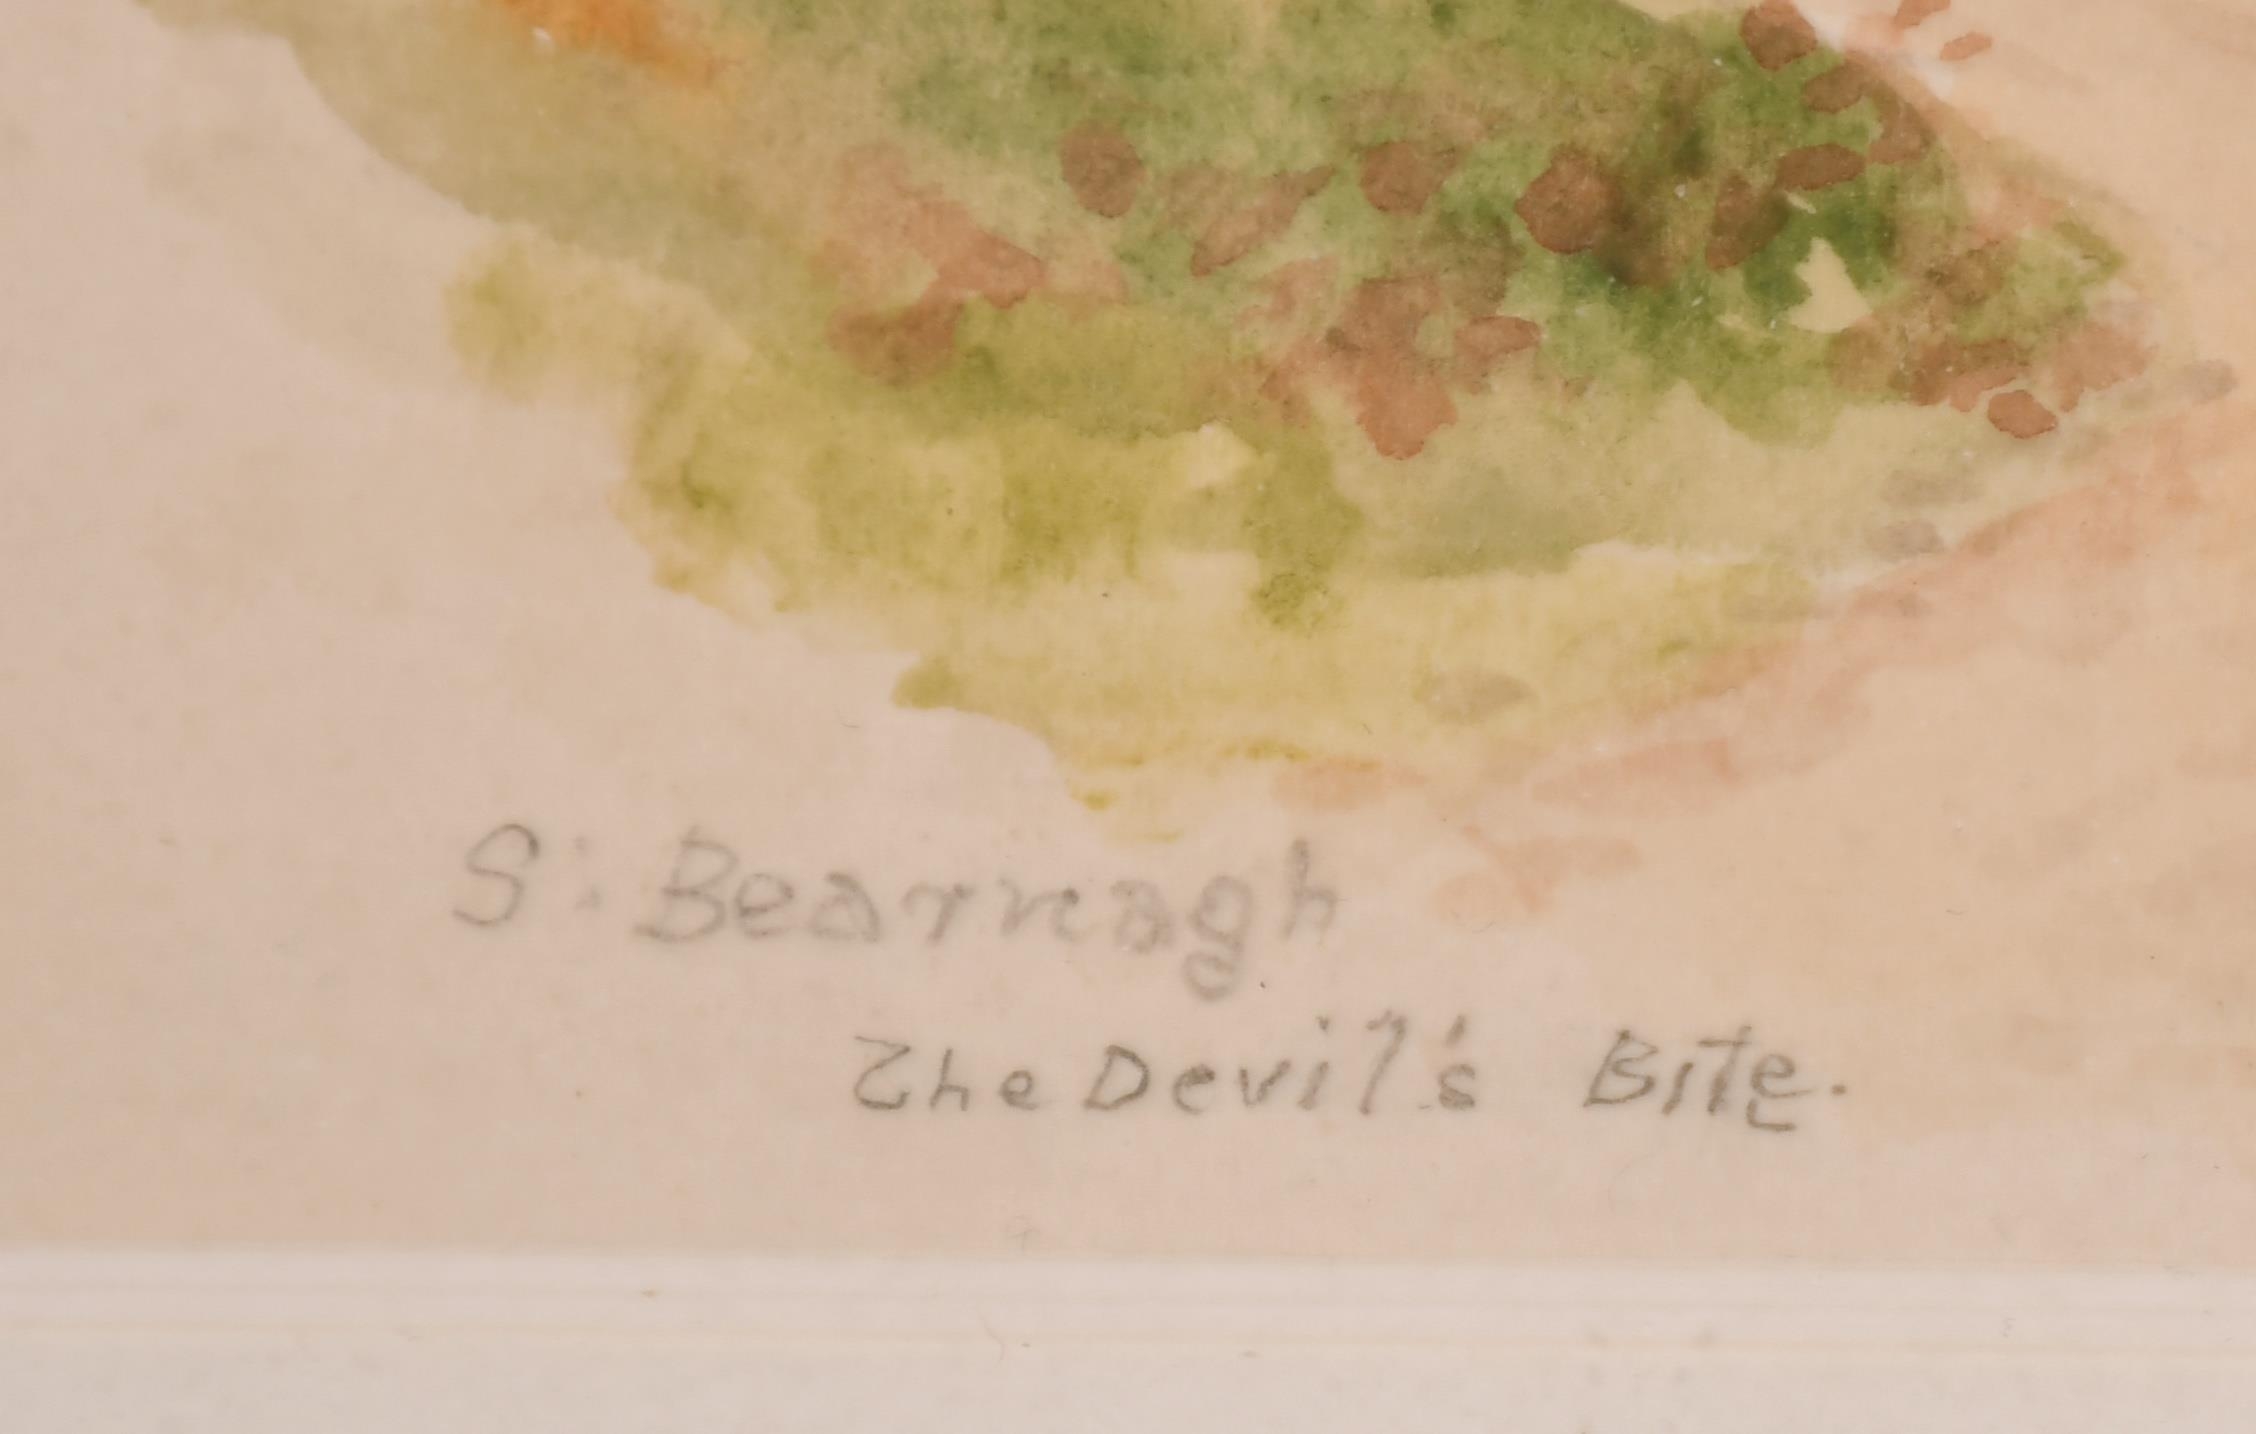 S: Bearnagh
The Devil's Bite.